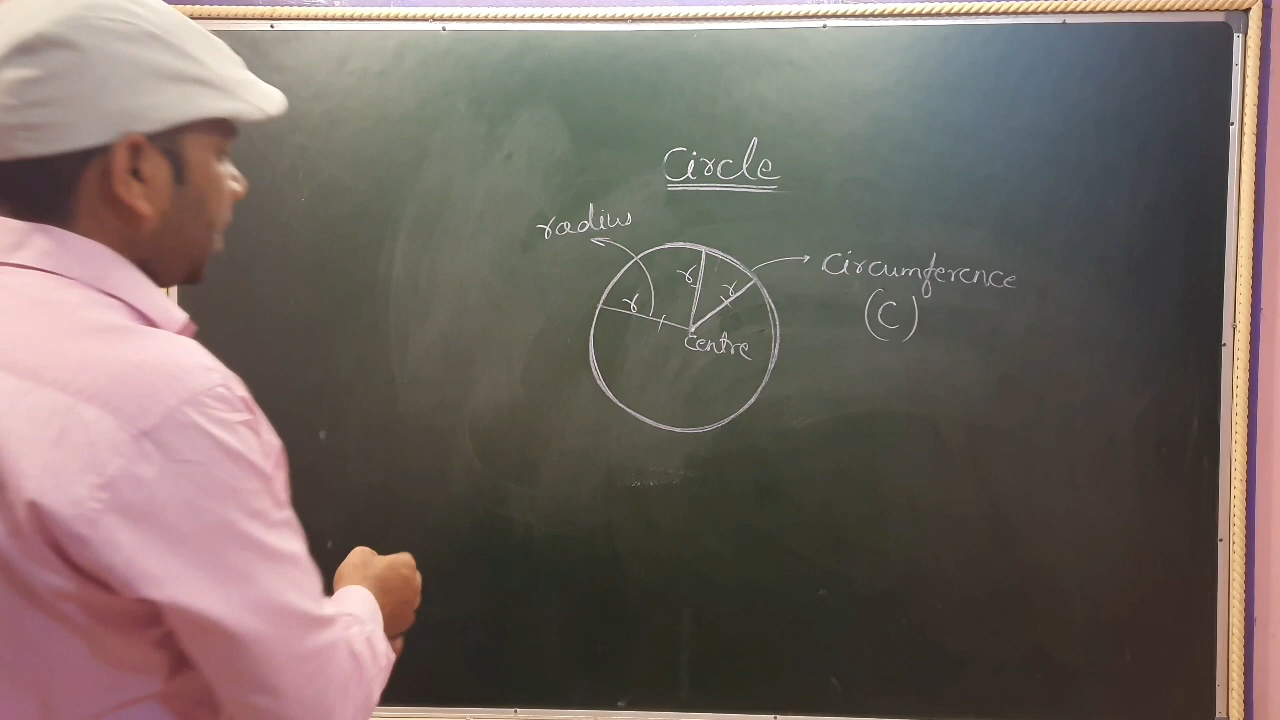 Circle
radius
r
r
r
Circumference
(C)
Centre